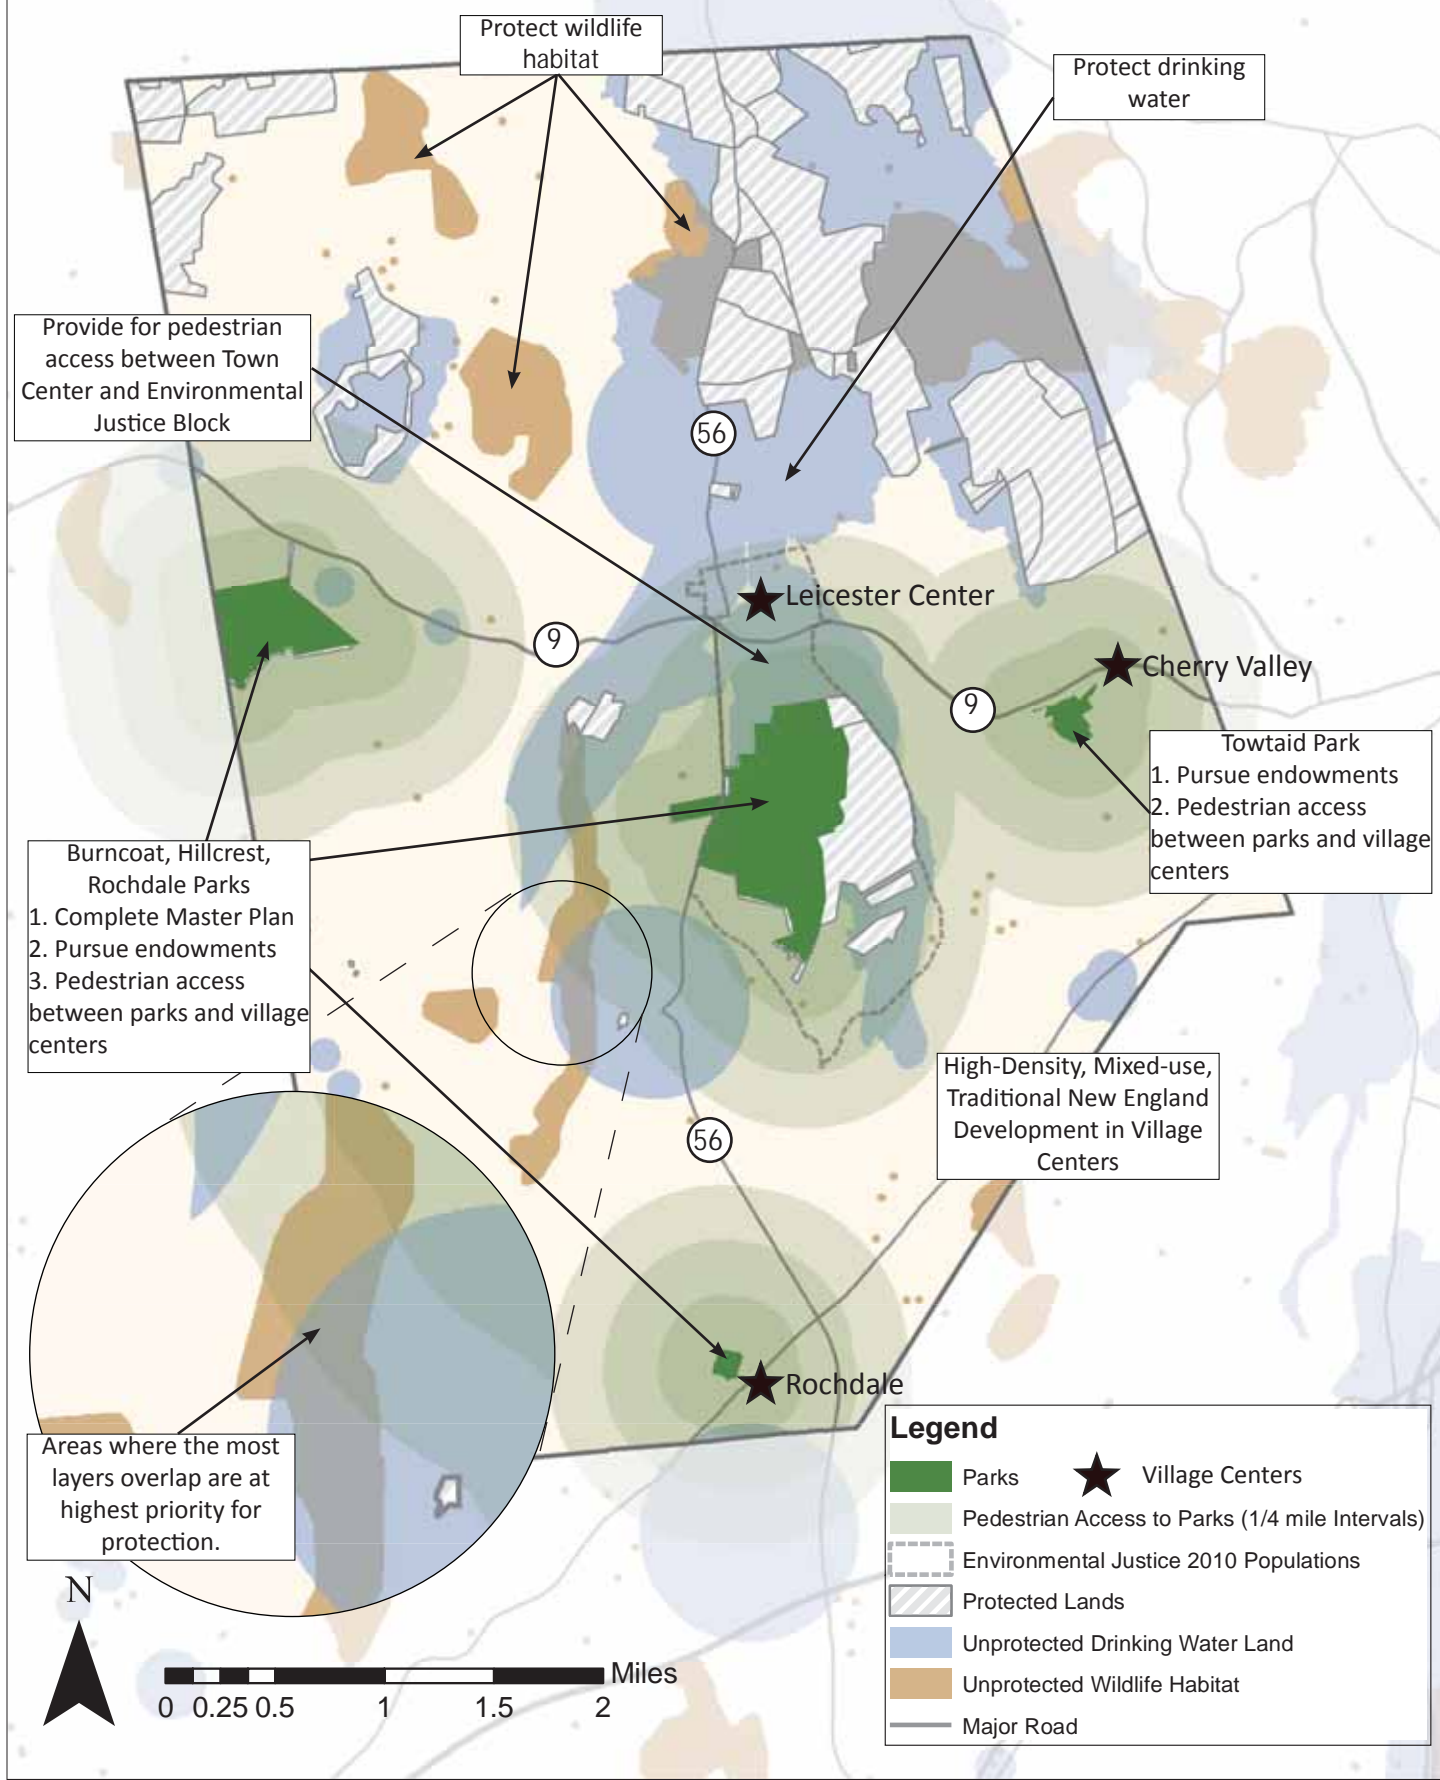 Protect wildlife
habitat
Protect drinking
water
Provide for pedestrian
access between Town
Center and Environmental
Justice Block
56
Leicester Center
9
Cherry Valley
9
Towtaid Park
1. Pursue endowments
2. Pedestrian access
between parks and village
centers
Burncoat, Hillcrest,
Rochdale Parks
1. Complete Master Plan
2. Pursue endowments
3. Pedestrian access
between parks and village
centers
High-Density, Mixed-use,
Traditional New England
Development in Village
Centers
56
Rochdale
Areas where the most
layers overlap are at
highest priority for
protection.
Legend
Parks
Village Centers
Pedestrian Access to Parks (1/4 mile Intervals)
Environmental Justice 2010 Populations
Protected Lands
Unprotected Drinking Water Land
Unprotected Wildlife Habitat
Major Road
N
Miles
0 0.25 0.5 1 1.5 2